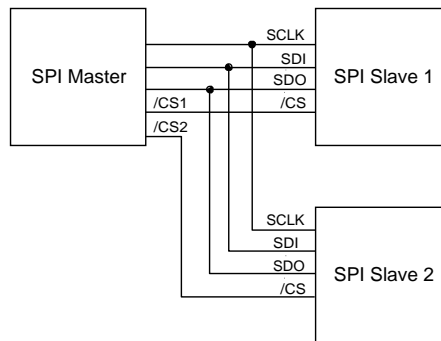 SCLK
SDI
SPI Master
SDO
SPI Slave 1
/CS1
/CS
/CS2
SCLK
SDI
SDO
SPI Slave 2
/CS